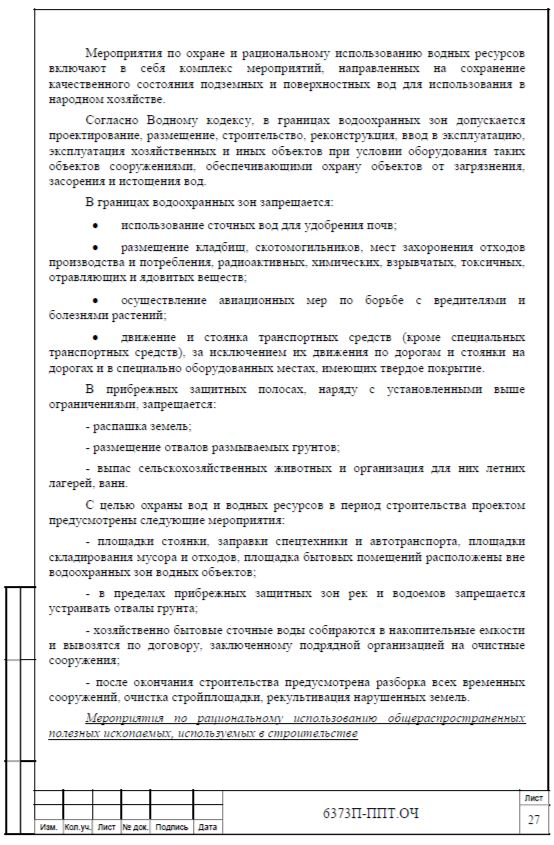 Мероприятия по охране и рациональному использованию водных ресурсов
включают в себя комплекс мероприятий, направленных на сохранение
качественного состояния подземных и поверхностных вод для использования в
народном хозяйстве.
Согласно Водному кодексу, в границах водоохранных зон допускается
проектирование, размещение, строительство, реконструкция, ввод в эксплуатацию,
эксплуатация хозяйственных и иных объектов при условии оборудования таких
объектов сооружениями, обеспечивающими охрану объектов от загрязнения,
засорения и истощения вод.
В границах водоохранных зон запрещается:
• использование сточных вод для удобрения почв;
• размещение кладбищ, скотомогильников, мест захоронения отходов
производства и потребления, радиоактивных, химических, взрывчатых, токсичных,
отравляющих и ядовитых веществ;
• осуществление авиационных мер по борьбе с вредителями и
болезнями растений;
• движение и стоянка транспортных средств (кроме специальных
транспортных средств), за исключением их движения по дорогам и стоянки на
дорогах и в специально оборудованных местах, имеющих твердое покрытие.
В прибрежных защитных полосах, наряду с установленными выше
ограничениями, запрещается:
- распашка земель;
- размещение отвалов размываемых грунтов;
- выпас сельскохозяйственных животных и организация для них летних
лагерей, ванн.
С целью охраны вод и водных ресурсов в период строительства проектом
предусмотрены следующие мероприятия:
- площадки стоянки, заправки спецтехники и автотранспорта, площадки
складирования мусора и отходов, площадка бытовых помещений расположены вне
водоохранных зон водных объектов;
- в пределах прибрежных защитных зон рек и водоемов запрещается
устраивать отвалы грунта;
- хозяйственно бытовые сточные воды собираются в накопительные емкости
и вывозятся по договору, заключенному подрядной организацией на очистные
сооружения;
- после окончания строительства предусмотрена разборка всех временных
сооружений, очистка стройплощадки, рекультивация нарушенных земель.
Мероприятия по рациональному использованию общераспространенных
полезных ископаемых, используемых в строительстве
6373П-ППТ.ОЧ
Лист
27
Изм. Кол.уч. Лист № док. Подпись Дата